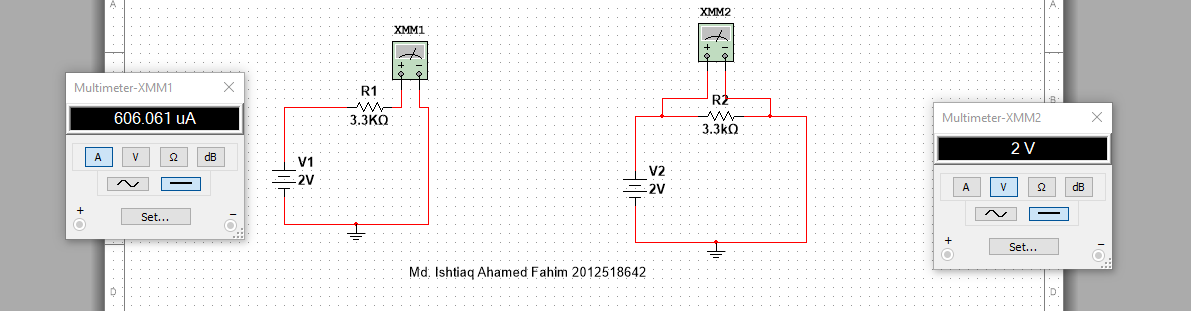 A
A
XMM1
XMM2
Multimeter-XMM1
606.061 uA
A V Ω dB
+
Set...
–
R1
3.3KΩ
+ –
V1
2V
+ –
R2
3.3kΩ
B
V2
2V
Multimeter-XMM2
2 V
A V Ω dB
+
Set...
–
Md. Ishtiaq Ahamed Fahim 2012518642
D
D